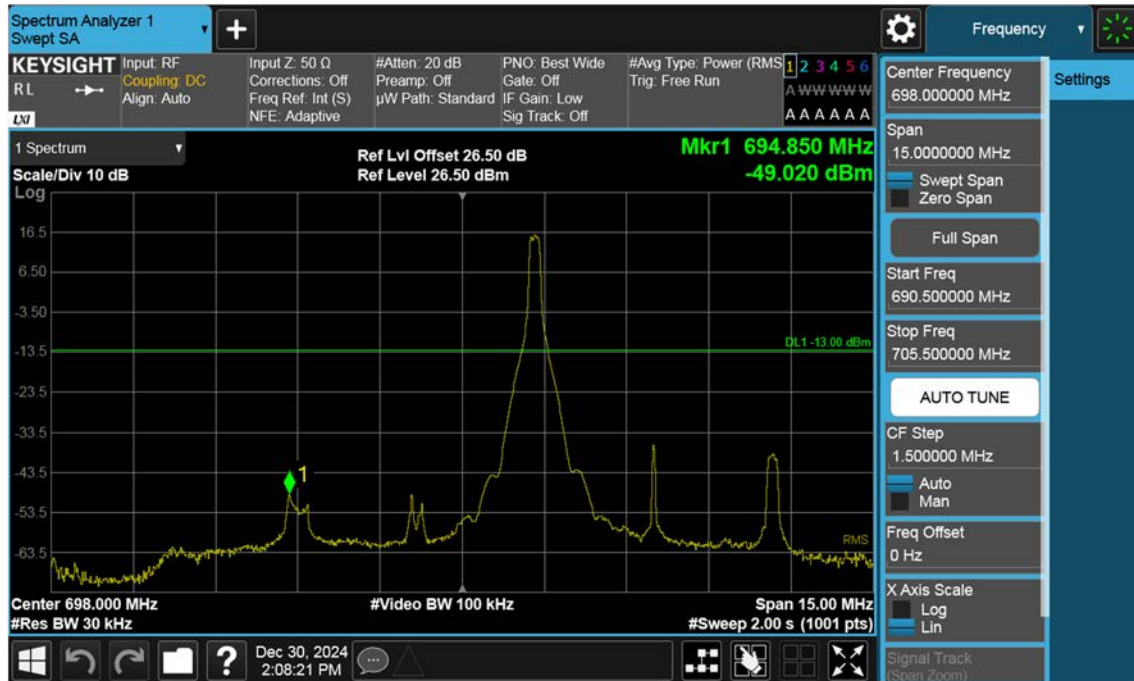 Spectrum Analyzer 1
Swept SA
Frequency
KEYSIGHT
RL
LXI
Input: RF
Coupling: DC
Align: Auto
Input Z: 50 Ω
Corrections: Off
Freq Ref: Int (S)
NFE: Adaptive
#Atten: 20 dB
Preamp: Off
µW Path: Standard
PNO: Best Wide
Gate: Off
IF Gain: Low
Sig Track: Off
#Avg Type: Power (RMS
Trig: Free Run
1 2 3 4 5 6
A W W W W W
A A A A A A
1 Spectrum
Scale/Div 10 dB
Log
Ref Lvl Offset 26.50 dB
Ref Level 26.50 dBm
Mkr1 694.850 MHz
-49.020 dBm
16.5
6.50
-3.50
-13.5
-23.5
-33.5
-43.5
-53.5
-63.5
DL1 -13.00 dBm
1
RMS
Center 698.000 MHz
#Res BW 30 kHz
#Video BW 100 kHz
Span 15.00 MHz
#Sweep 2.00 s (1001 pts)
Center Frequency
698.000000 MHz
Span
15.0000000 MHz
Swept Span
Zero Span
Full Span
Start Freq
690.500000 MHz
Stop Freq
705.500000 MHz
AUTO TUNE
CF Step
1.500000 MHz
Auto
Man
Freq Offset
0 Hz
X Axis Scale
Log
Lin
Signal Track
(Span Zoom)
Settings
?
Dec 30, 2024
2:08:21 PM